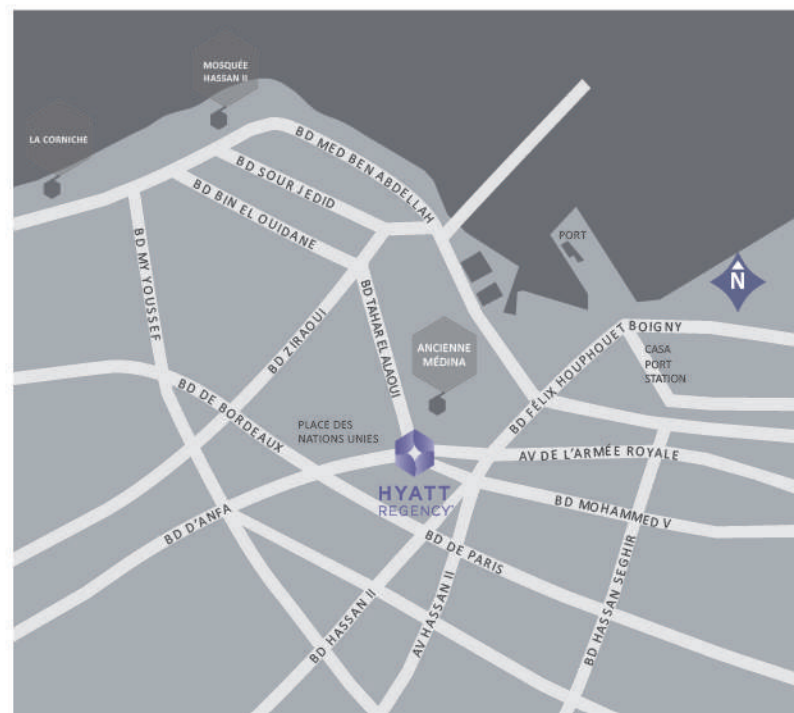 MOSQUÉE
HASSAN II
LA CORNICHE
BD MED BEN ABDELLAH
BD SOUR JEDID
BD BIN EL OUIDANE
BD MY YOUSSEF
BD ZIRAOUI
BD TAHAR EL ALAOUI
PORT
N
ANCIENNE
MÉDINA
BD FÉLIX HOUPHOUET BOIGNY
CASA
PORT
STATION
BD DE BORDEAUX
PLACE DES
NATIONS UNIES
AV DE L'ARMÉE ROYALE
HYATT
REGENCY
BD D'ANFA
BD MOHAMMED V
BD DE PARIS
BD HASSAN II
AV HASSAN II
BD HASSAN SEGHIR